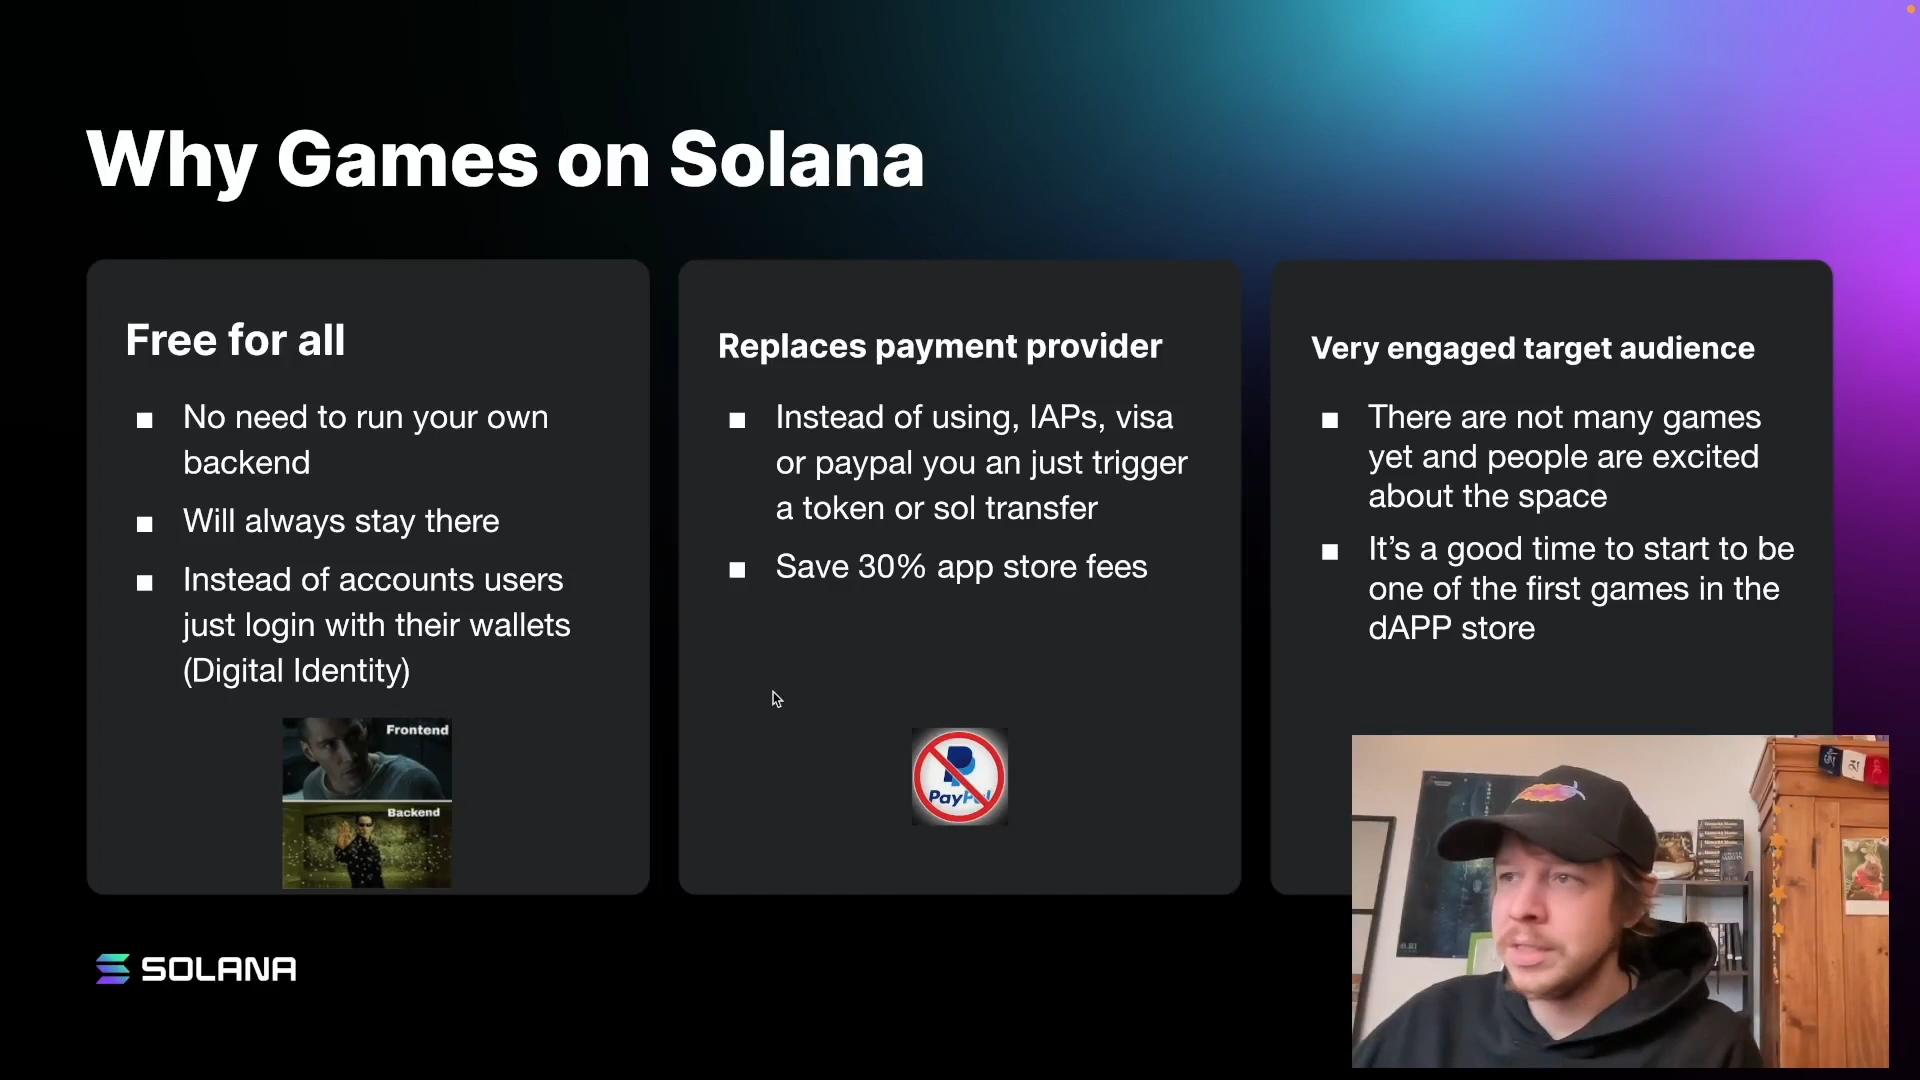 Why Games on Solana
Free for all
■ No need to run your own
backend
■ Will always stay there
■ Instead of accounts users
just login with their wallets
(Digital Identity)
Frontend
Backend
Replaces payment provider
■ Instead of using, IAPs, visa
or paypal you an just trigger
a token or sol transfer
■ Save 30% app store fees
PayPal
Very engaged target audience
■ There are not many games
yet and people are excited
about the space
■ It’s a good time to start to be
one of the first games in the
dAPP store
SOLANA